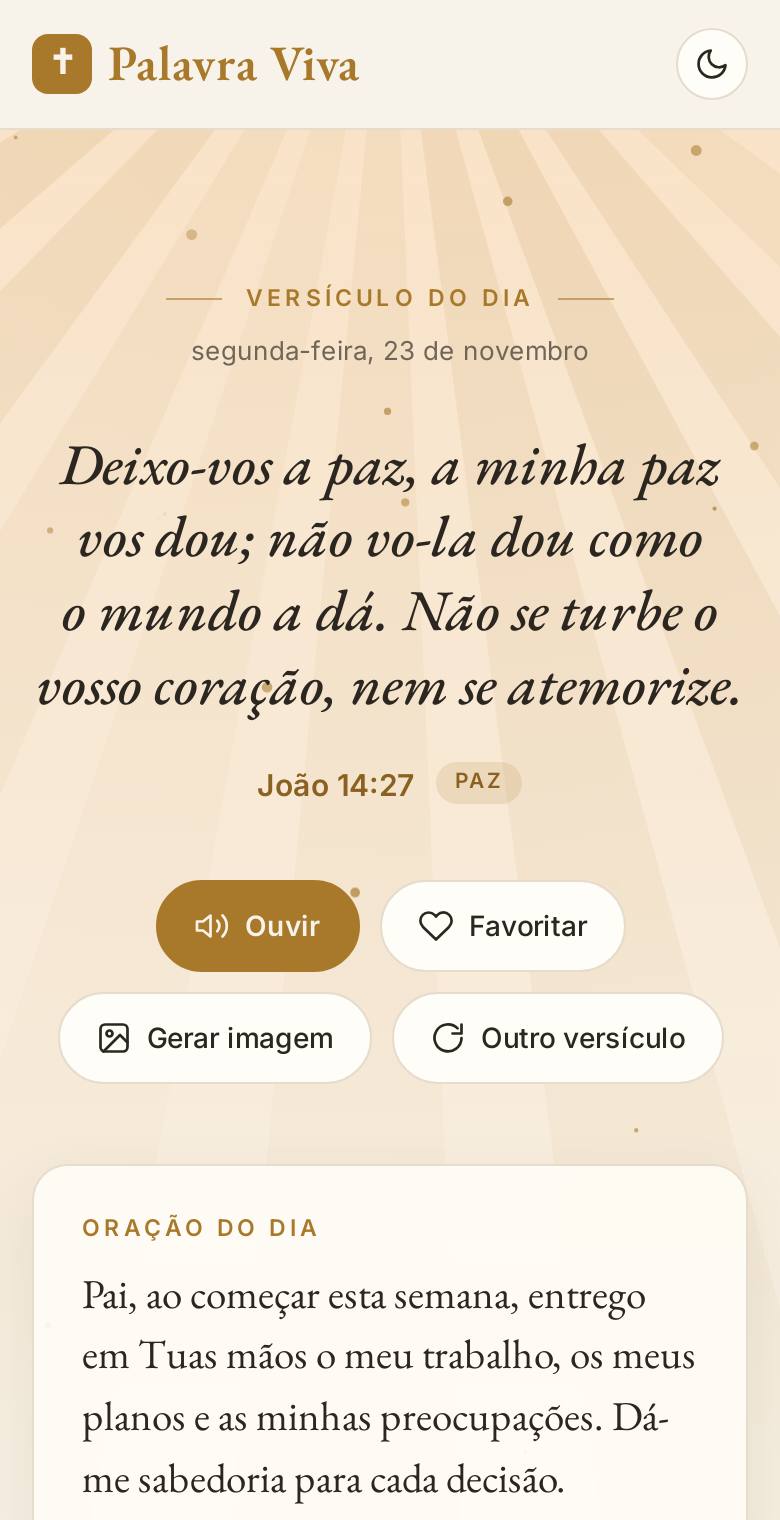 Palavra Viva
VERSÍCULO DO DIA
segunda-feira, 23 de novembro
Deixo-vos a paz, a minha paz
vos dou; não vo-la dou como
o mundo a dá. Não se turbe o
vosso coração, nem se atemorize.
João 14:27 PAZ
Ouvir Favoritar
Gerar imagem Outro versículo
ORAÇÃO DO DIA
Pai, ao começar esta semana, entrego
em Tuas mãos o meu trabalho, os meus
planos e as minhas preocupações. Dá-
me sabedoria para cada decisão.